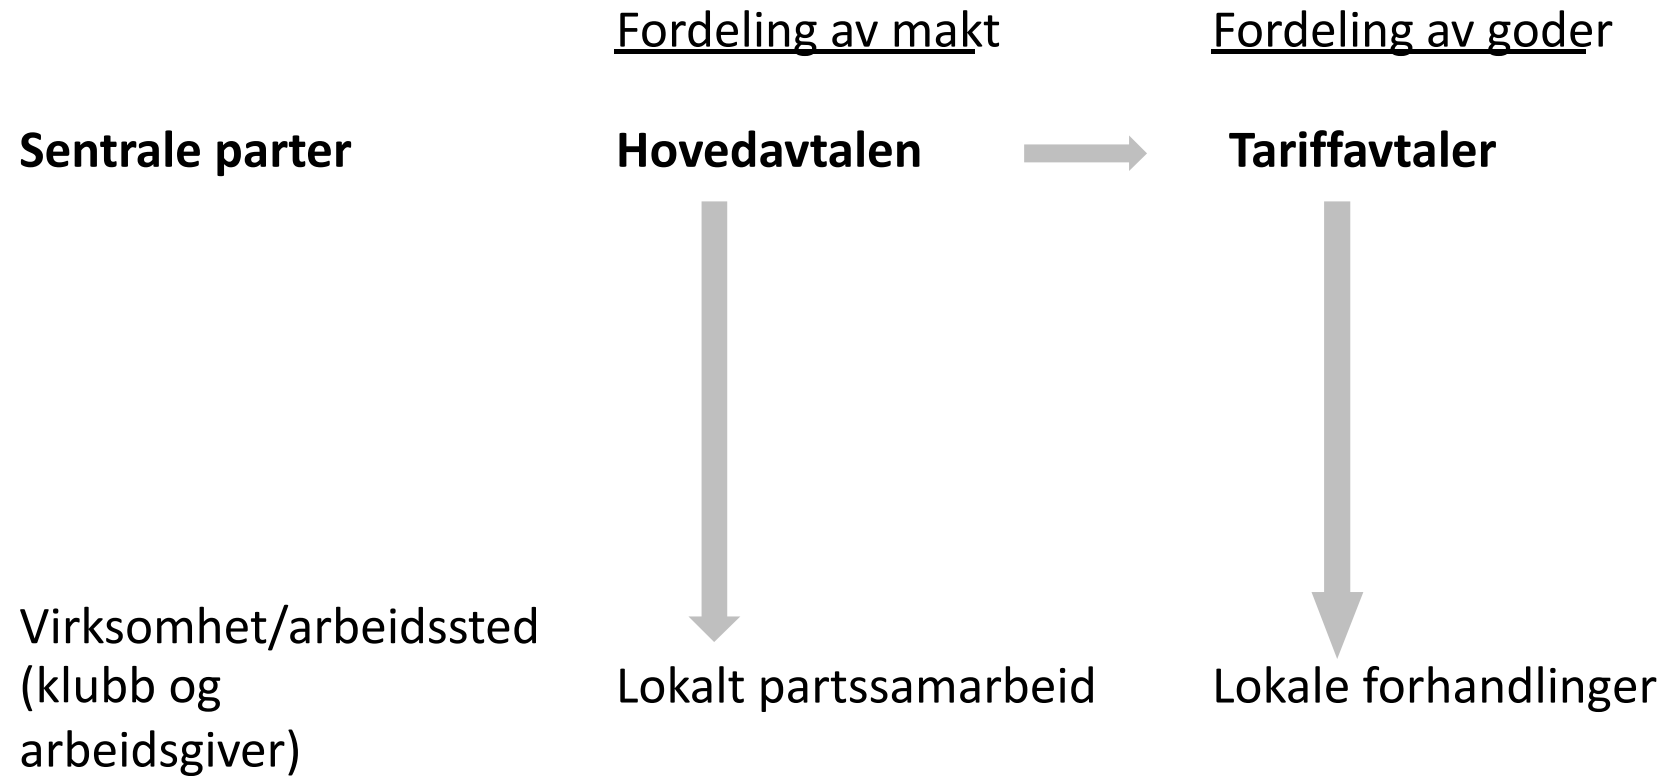 Fordeling av makt
Fordeling av goder
Sentrale parter
Hovedavtalen
Tariffavtaler
Virksomhet/arbeidssted
(klubb og
arbeidsgiver)
Lokalt partssamarbeid
Lokale forhandlinger